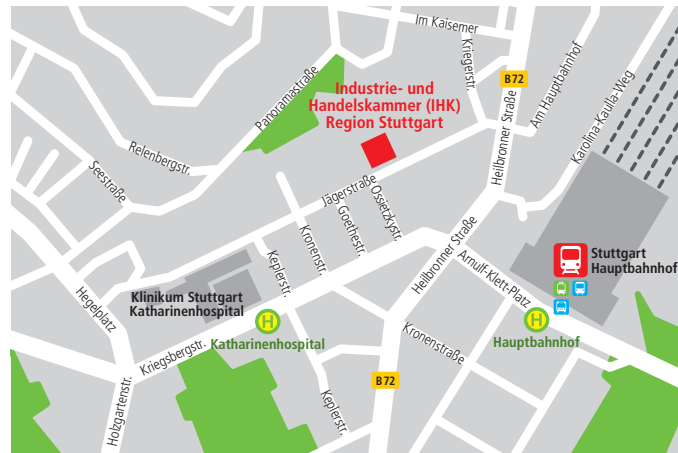 Im Kaisemer
Kriegerstr.
B72
Am Hauptbahnhof
Karolina-Kaulla-Weg
Heilbronner Straße
Panoramastraße
Industrie- und
Handelskammer (IHK)
Region Stuttgart
Relenbergstr.
Seestraße
Jägerstraße
Ossietzkystr.
Goethestr.
Kronenstr.
Keplerstr.
Heilbronner Straße
Arnulf-Klett-Platz
Stuttgart
Hauptbahnhof
Hegelplatz
Klinikum Stuttgart
Katharinenhospital
H
Katharinenhospital
H
Hauptbahnhof
Kriegsbergstr.
Kronenstraße
B72
Holzgartenstr.
Keplerstr.